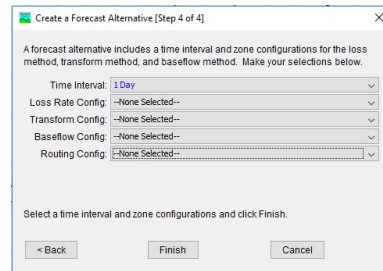 Create a Forecast Alternative [Step 4 of 4]
A forecast alternative includes a time interval and zone configurations for the loss
method, transform method, and baseflow method. Make your selections below.
Time Interval: 1 Day
Loss Rate Config: --None Selected--
Transform Config: --None Selected--
Baseflow Config: --None Selected--
Routing Config: --None Selected--
Select a time interval and zone configurations and click Finish.
< Back Finish Cancel